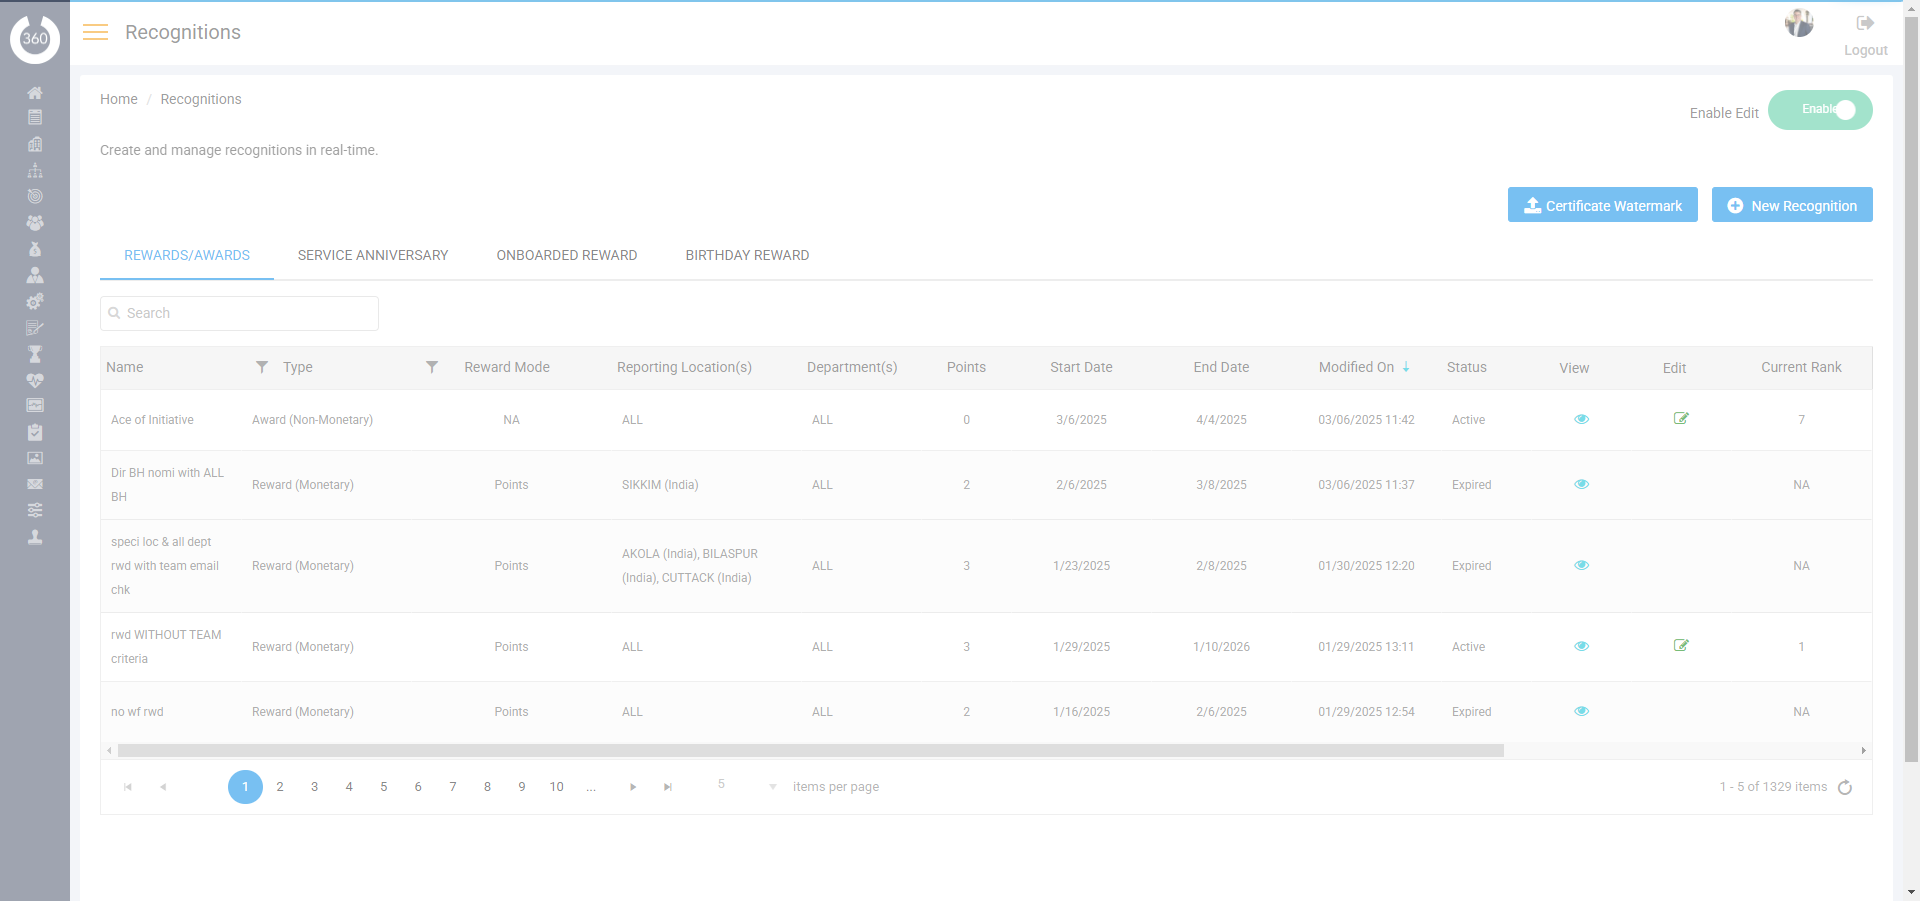 360
Recognitions
Logout
Home / Recognitions
Enable Edit
Enable
Create and manage recognitions in real-time.
Certificate Watermark
New Recognition
REWARDS/AWARDS SERVICE ANNIVERSARY ONBOARDED REWARD BIRTHDAY REWARD
Search
Name Type Reward Mode Reporting Location(s) Department(s) Points Start Date End Date Modified On Status View Edit Current Rank
Ace of Initiative Award (Non-Monetary) NA ALL ALL 0 3/6/2025 4/4/2025 03/06/2025 11:42 Active 7
Dir BH nomi with ALL
BH
Reward (Monetary) Points SIKKIM (India) ALL 2 2/6/2025 3/8/2025 03/06/2025 11:37 Expired NA
speci loc & all dept
rwd with team email
chk
Reward (Monetary) Points
AKOLA (India), BILASPUR
(India), CUTTACK (India)
ALL 3 1/23/2025 2/8/2025 01/30/2025 12:20 Expired NA
rwd WITHOUT TEAM
criteria
Reward (Monetary) Points ALL ALL 3 1/29/2025 1/10/2026 01/29/2025 13:11 Active 1
no wf rwd Reward (Monetary) Points ALL ALL 2 1/16/2025 2/6/2025 01/29/2025 12:54 Expired NA
1 2 3 4 5 6 7 8 9 10 ... 5 items per page 1 - 5 of 1329 items